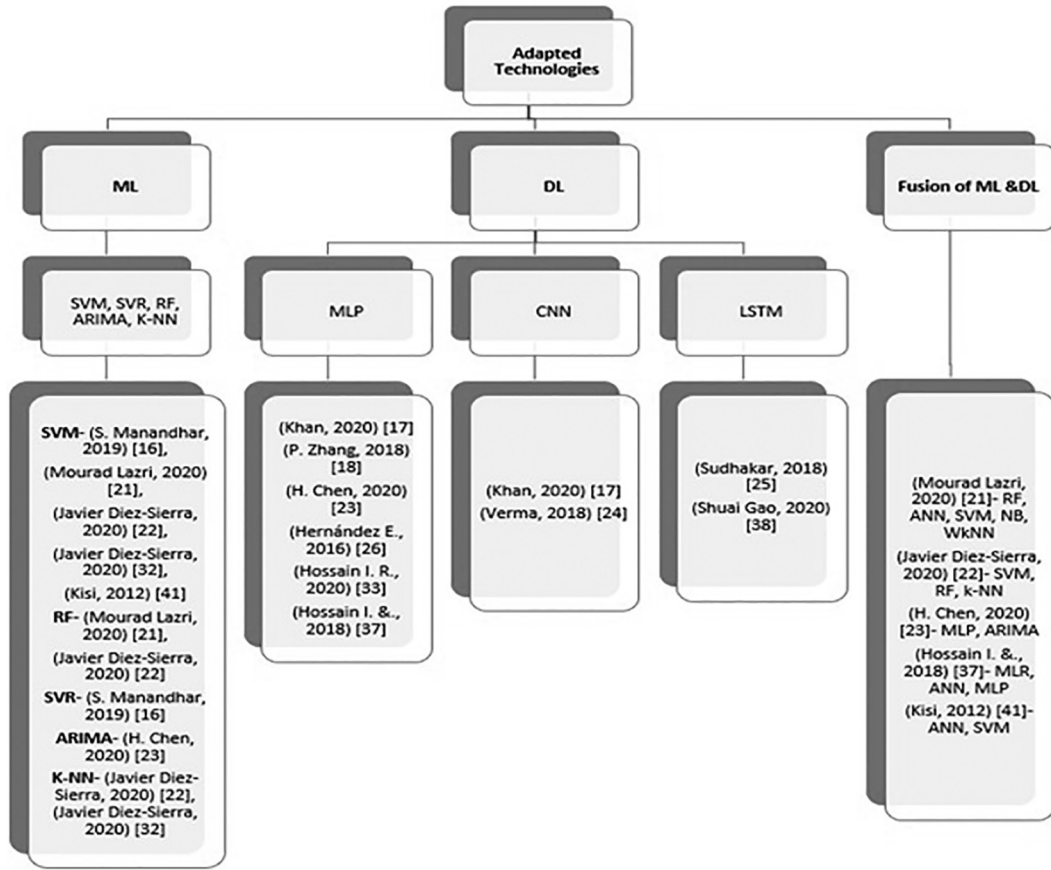 Adapted
Technologies
ML
DL
Fusion of ML &DL
SVM, SVR, RF,
ARIMA, K-NN
MLP
CNN
LSTM
SVM- (S. Manandhar,
2019) [16],
(Mourad Lazri, 2020)
[21],
(Javier Diez-Sierra,
2020) [22],
(Javier Diez-Sierra,
2020) [32],
(Kisi, 2012) [41]
RF- (Mourad Lazri,
2020) [21],
(Javier Diez-Sierra,
2020) [22]
SVR- (S. Manandhar,
2019) [16]
ARIMA- (H. Chen,
2020) [23]
K-NN- (Javier Diez-
Sierra, 2020) [22],
(Javier Diez-Sierra,
2020) [32]
(Khan, 2020) [17]
(P. Zhang, 2018)
[18]
(H. Chen, 2020)
[23]
(Hernández E.,
2016) [26]
(Hossain I. R.,
2020) [33]
(Hossain I. &.,
2018) [37]
(Khan, 2020) [17]
(Verma, 2018) [24]
(Sudhakar, 2018)
[25]
(Shuai Gao, 2020)
[38]
(Mourad Lazri,
2020) [21]- RF,
ANN, SVM, NB,
WkNN
(Javier Diez-Sierra,
2020) [22]- SVM,
RF, k-NN
(H. Chen, 2020)
[23]- MLP, ARIMA
(Hossain I. &.,
2018) [37]- MLR,
ANN, MLP
(Kisi, 2012) [41]-
ANN, SVM